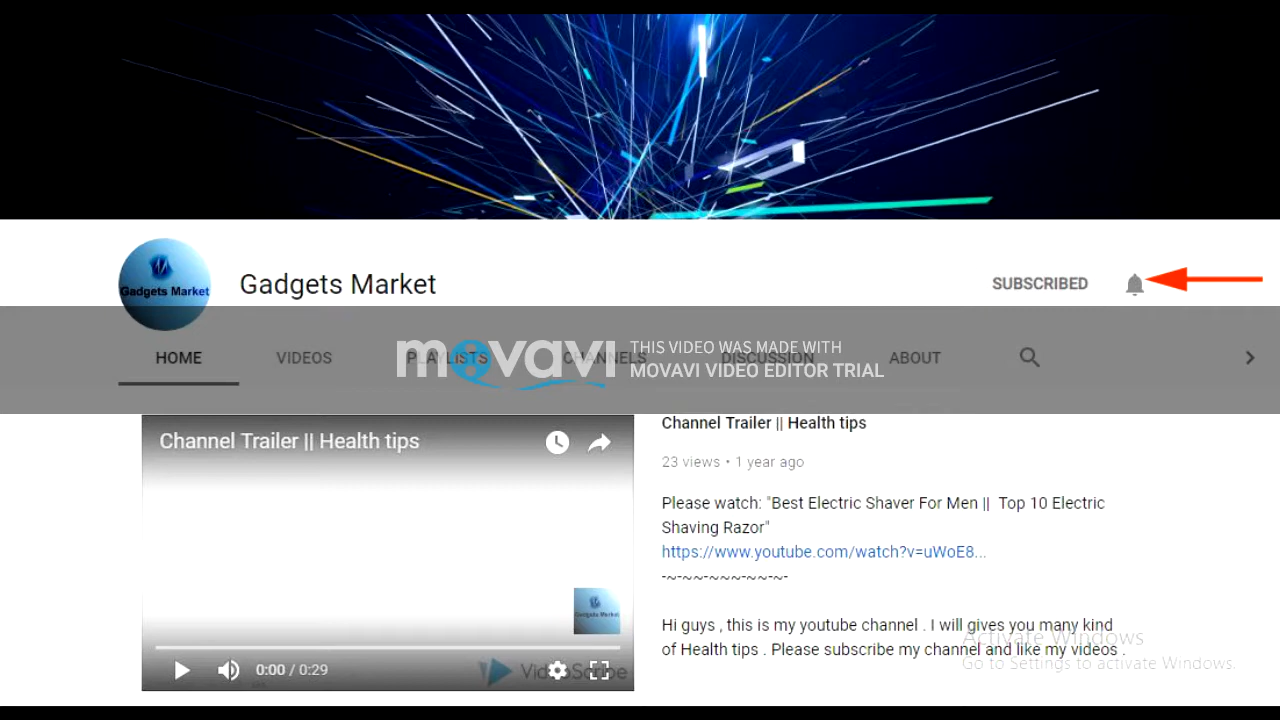 Gadgets Market
Gadgets Market
SUBSCRIBED
HOME
VIDEOS
PLAYLISTS
CHANNELS
DISCUSSION
ABOUT
movavi
THIS VIDEO WAS MADE WITH
MOVAVI VIDEO EDITOR TRIAL
Channel Trailer || Health tips
Gadgets Market
0:00 / 0:29
VideoScope
Channel Trailer || Health tips
23 views • 1 year ago
Please watch: "Best Electric Shaver For Men || Top 10 Electric
Shaving Razor"
https://www.youtube.com/watch?v=uWoE8...
-~-~~-~~~-~~-~-
Hi guys , this is my youtube channel . I will gives you many kind
of Health tips . Please subscribe my channel and like my videos .
Activate Windows
Go to Settings to activate Windows.